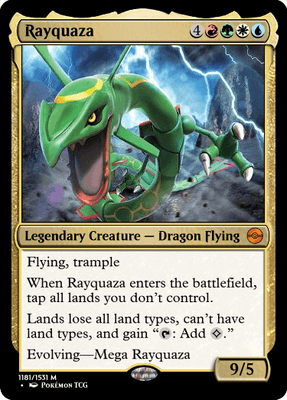 Rayquaza 4
Legendary Creature — Dragon Flying
Flying, trample
When Rayquaza enters the battlefield,
tap all lands you don't control.
Lands lose all land types, can't have
land types, and gain “: Add .”
Evolving—Mega Rayquaza
9/5
1181/1531 M
• Pokémon TCG